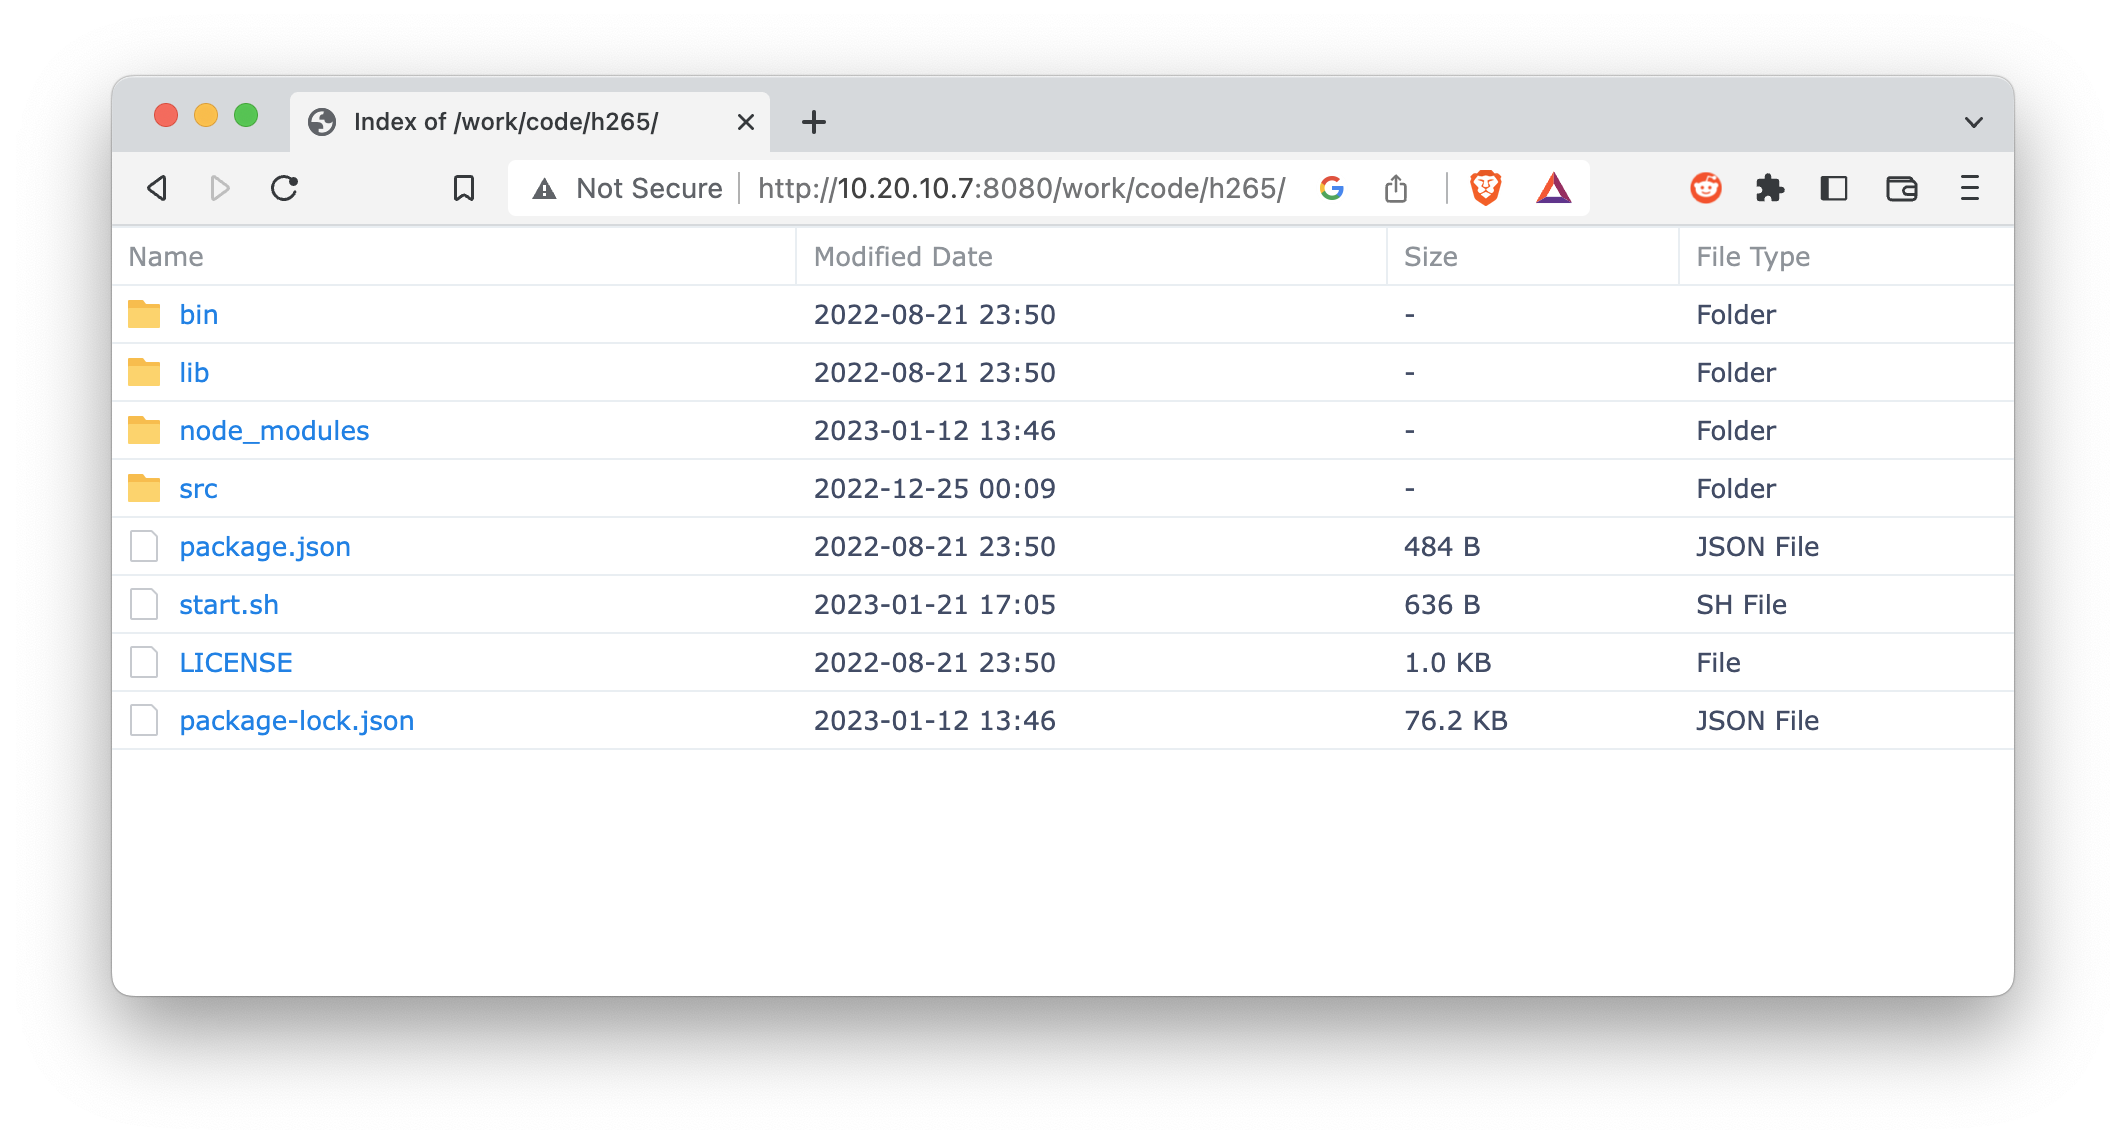 Index of /work/code/h265/
Not Secure http://10.20.10.7:8080/work/code/h265/
Name Modified Date Size File Type
bin 2022-08-21 23:50 - Folder
lib 2022-08-21 23:50 - Folder
node_modules 2023-01-12 13:46 - Folder
src 2022-12-25 00:09 - Folder
package.json 2022-08-21 23:50 484 B JSON File
start.sh 2023-01-21 17:05 636 B SH File
LICENSE 2022-08-21 23:50 1.0 KB File
package-lock.json 2023-01-12 13:46 76.2 KB JSON File